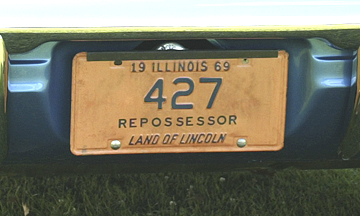 19 ILLINOIS 69
427
REPOSSESSOR
LAND OF LINCOLN